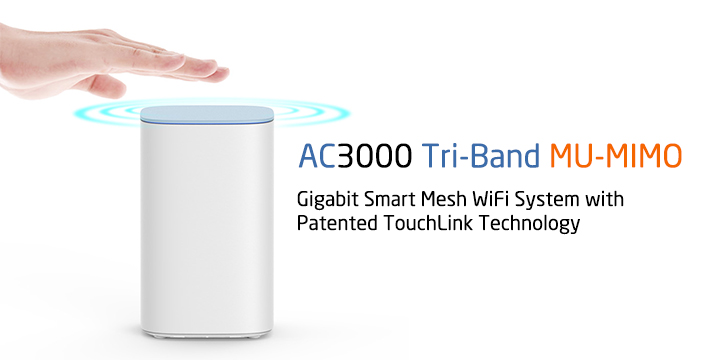 AC3000 Tri-Band MU-MIMO
Gigabit Smart Mesh WiFi System with
Patented TouchLink Technology